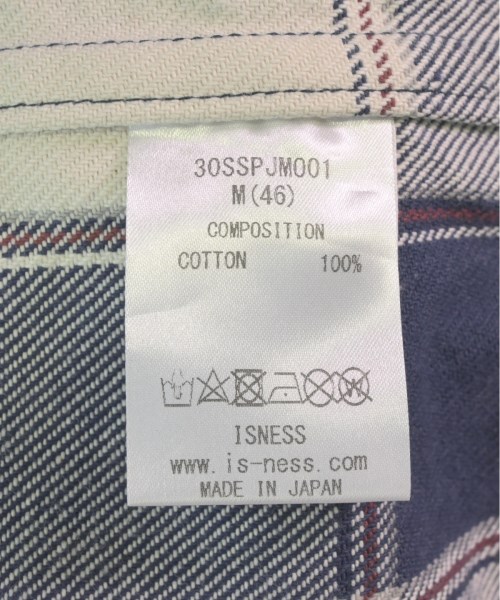 30SSPJM001
M(46)
COMPOSITION
COTTON 100%
ISNESS
www.is-ness.com
MADE IN JAPAN